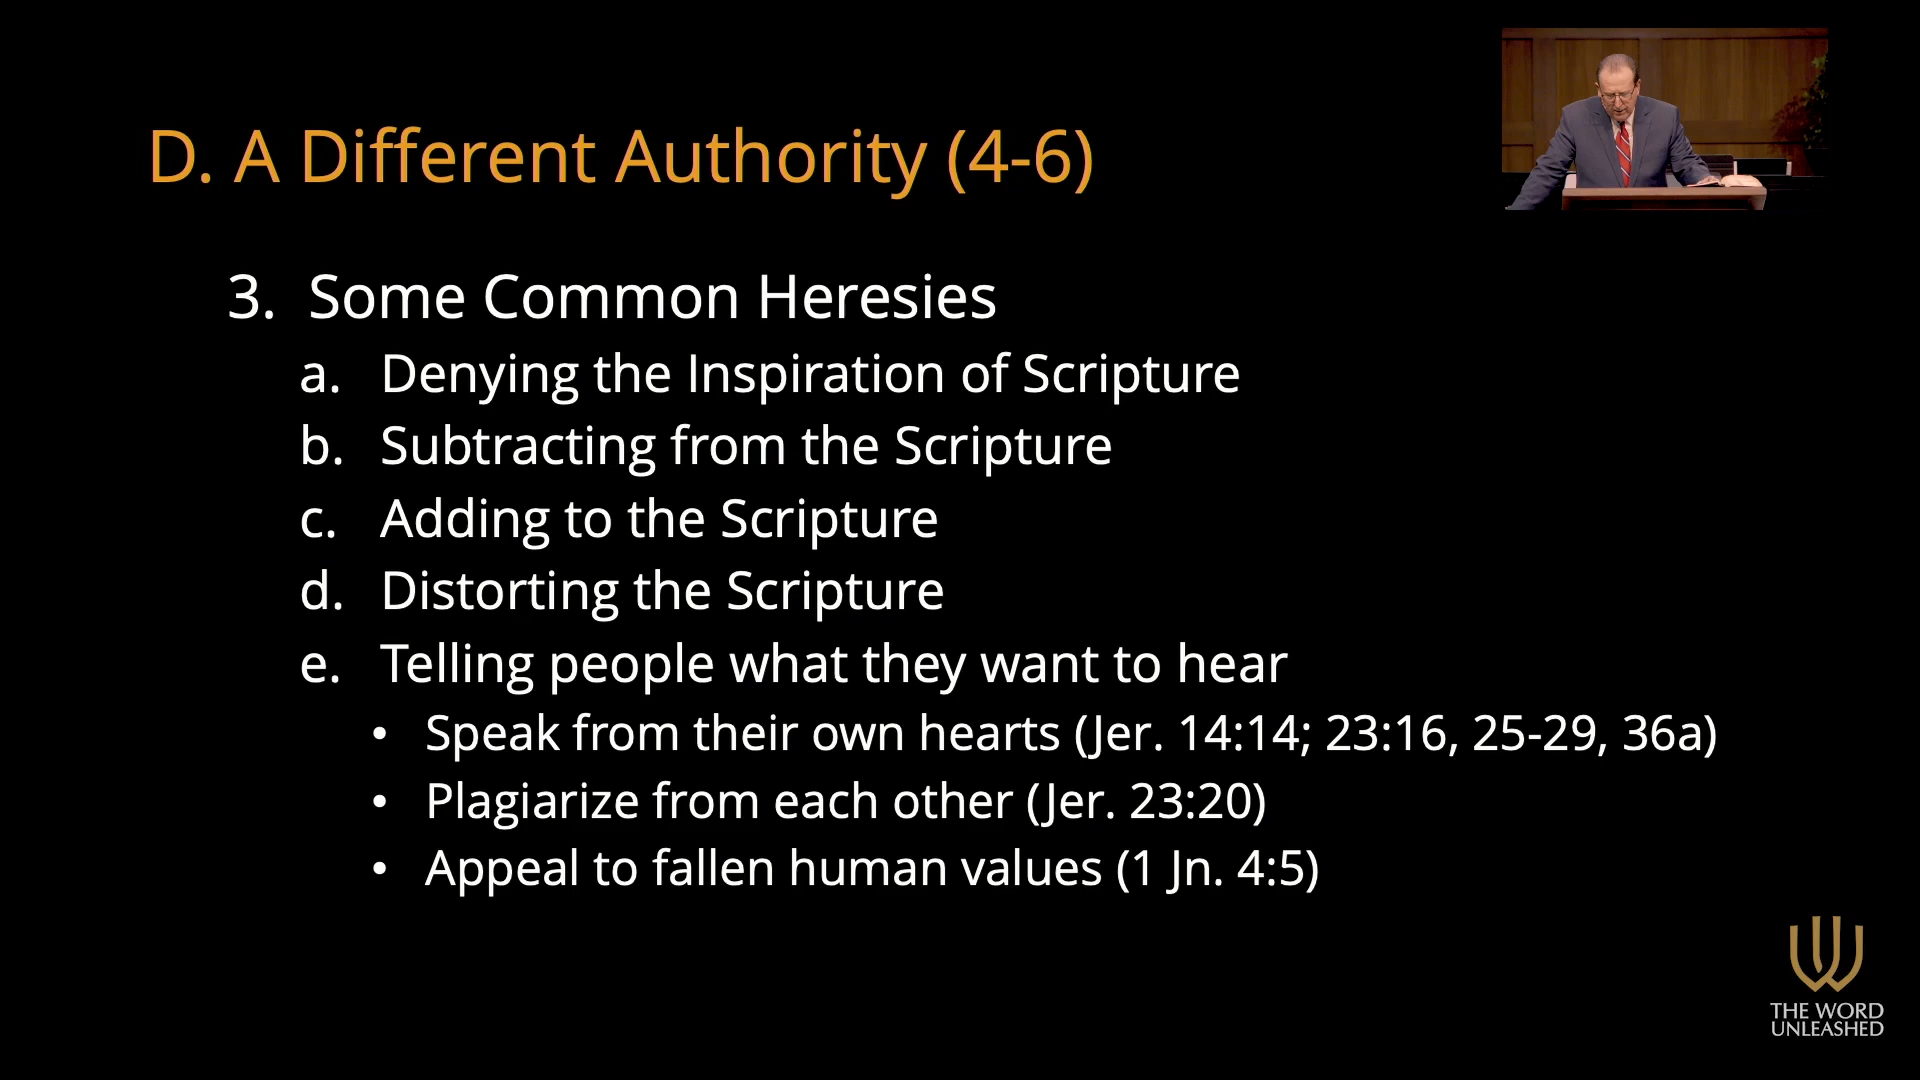 D. A Different Authority (4-6)
3. Some Common Heresies
a. Denying the Inspiration of Scripture
b. Subtracting from the Scripture
c. Adding to the Scripture
d. Distorting the Scripture
e. Telling people what they want to hear
• Speak from their own hearts (Jer. 14:14; 23:16, 25-29, 36a)
• Plagiarize from each other (Jer. 23:20)
• Appeal to fallen human values (1 Jn. 4:5)
THE WORD
UNLEASHED